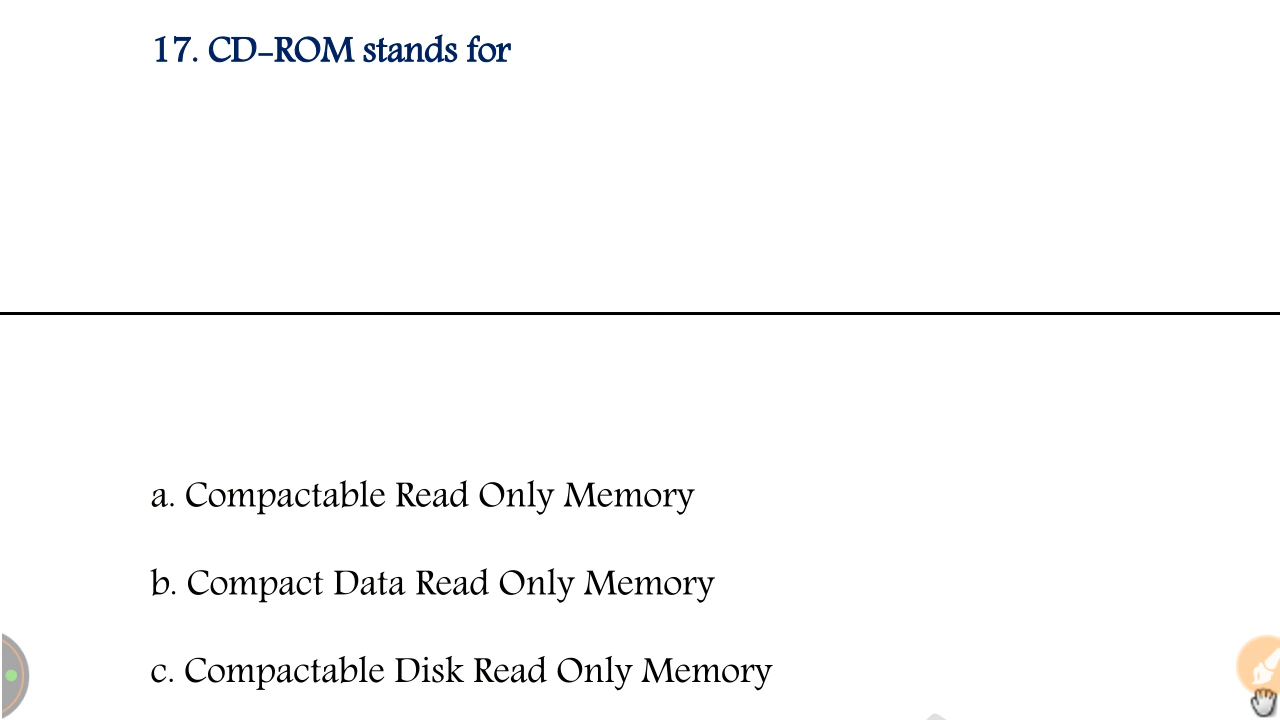 17. CD-ROM stands for
a. Compactable Read Only Memory
b. Compact Data Read Only Memory
c. Compactable Disk Read Only Memory